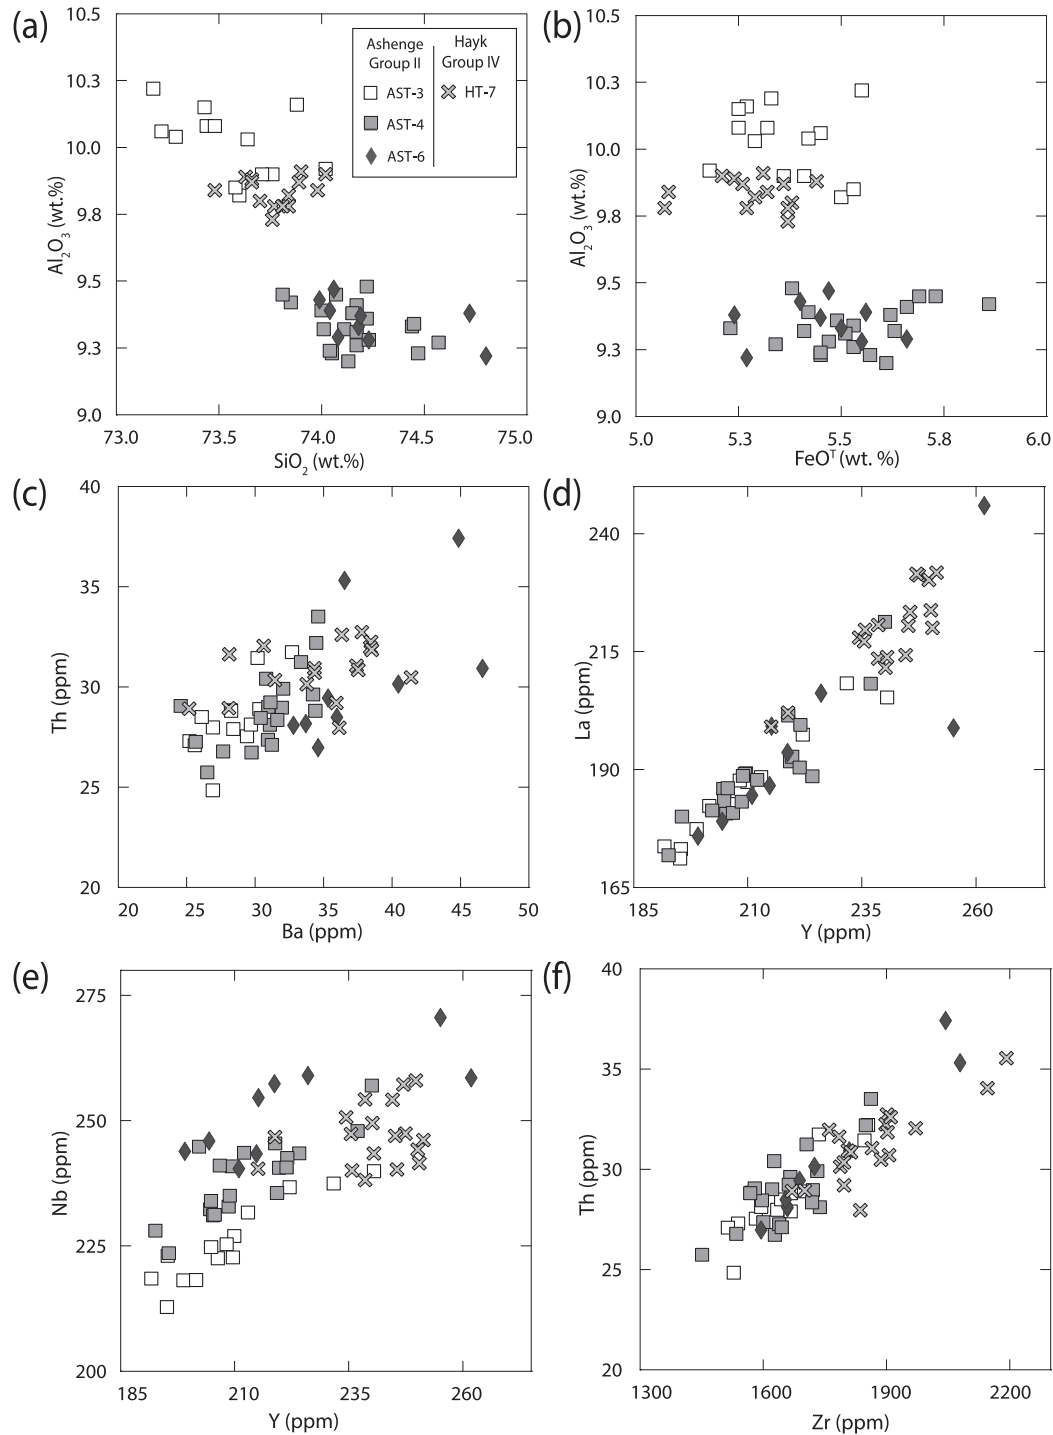 (a)
10.5
10.3
10.0
9.8
9.5
9.3
9.0
Al2O3 (wt.%)
73.0 73.5 74.0 74.5 75.0
SiO2 (wt.%)
Ashenge Group II
Hayk Group IV
AST-3
HT-7
AST-4
AST-6
(b)
10.5
10.3
10.0
9.8
9.5
9.3
9.0
Al2O3 (wt.%)
5.0 5.3 5.5 5.8 6.0
FeOT (wt. %)
(c)
40
35
30
25
20
Th (ppm)
20 25 30 35 40 45 50
Ba (ppm)
(d)
240
215
190
165
La (ppm)
185 210 235 260
Y (ppm)
(e)
275
250
225
200
Nb (ppm)
185 210 235 260
Y (ppm)
(f)
40
35
30
25
20
Th (ppm)
1300 1600 1900 2200
Zr (ppm)